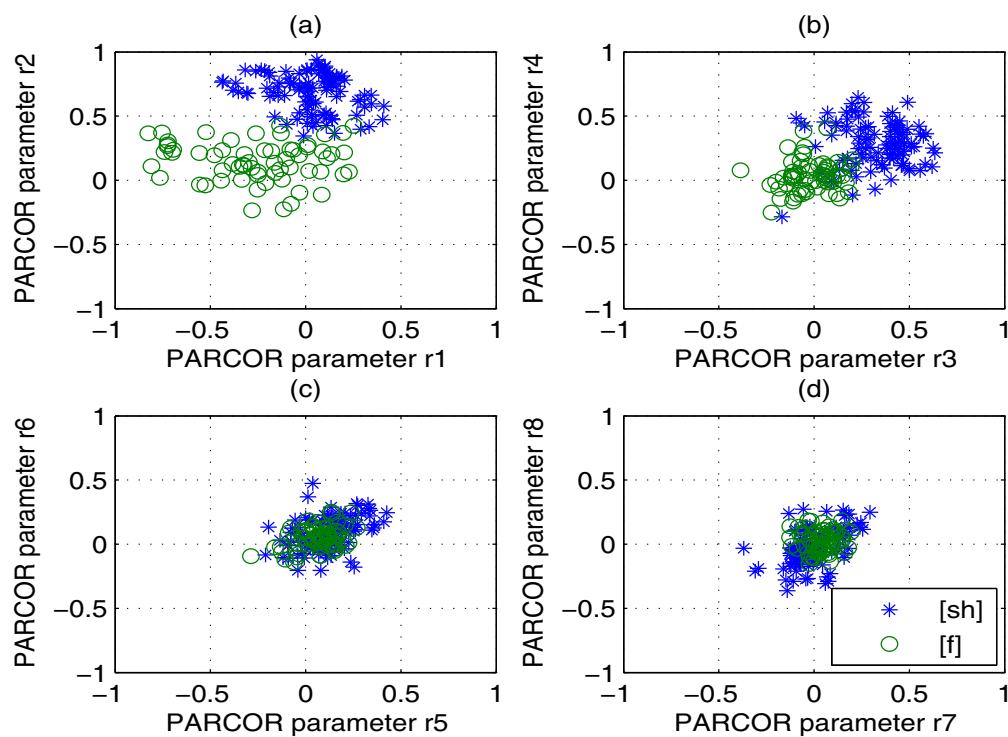 (a)
1
0.5
0
−0.5
−1
−1 −0.5 0 0.5 1
PARCOR parameter r2
PARCOR parameter r1
(b)
1
0.5
0
−0.5
−1
−1 −0.5 0 0.5 1
PARCOR parameter r4
PARCOR parameter r3
(c)
1
0.5
0
−0.5
−1
−1 −0.5 0 0.5 1
PARCOR parameter r6
PARCOR parameter r5
(d)
1
0.5
0
−0.5
−1
−1 −0.5 0 0.5 1
PARCOR parameter r8
PARCOR parameter r7
[sh]
[f]